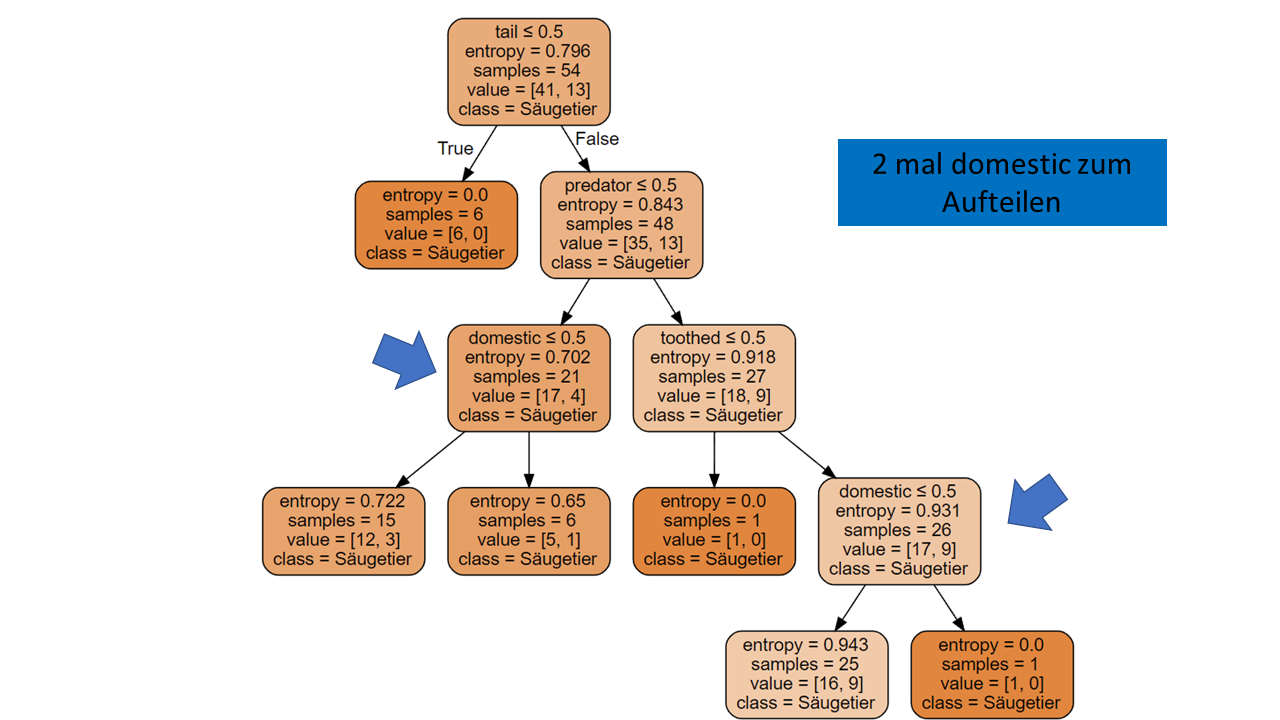 tail ≤ 0.5
entropy = 0.796
samples = 54
value = [41, 13]
class = Säugetier
True
False
2 mal domestic zum
Aufteilen
entropy = 0.0
samples = 6
value = [6, 0]
class = Säugetier
predator ≤ 0.5
entropy = 0.843
samples = 48
value = [35, 13]
class = Säugetier
domestic ≤ 0.5
entropy = 0.702
samples = 21
value = [17, 4]
class = Säugetier
toothed ≤ 0.5
entropy = 0.918
samples = 27
value = [18, 9]
class = Säugetier
entropy = 0.722
samples = 15
value = [12, 3]
class = Säugetier
entropy = 0.65
samples = 6
value = [5, 1]
class = Säugetier
entropy = 0.0
samples = 1
value = [1, 0]
class = Säugetier
domestic ≤ 0.5
entropy = 0.931
samples = 26
value = [17, 9]
class = Säugetier
entropy = 0.943
samples = 25
value = [16, 9]
class = Säugetier
entropy = 0.0
samples = 1
value = [1, 0]
class = Säugetier